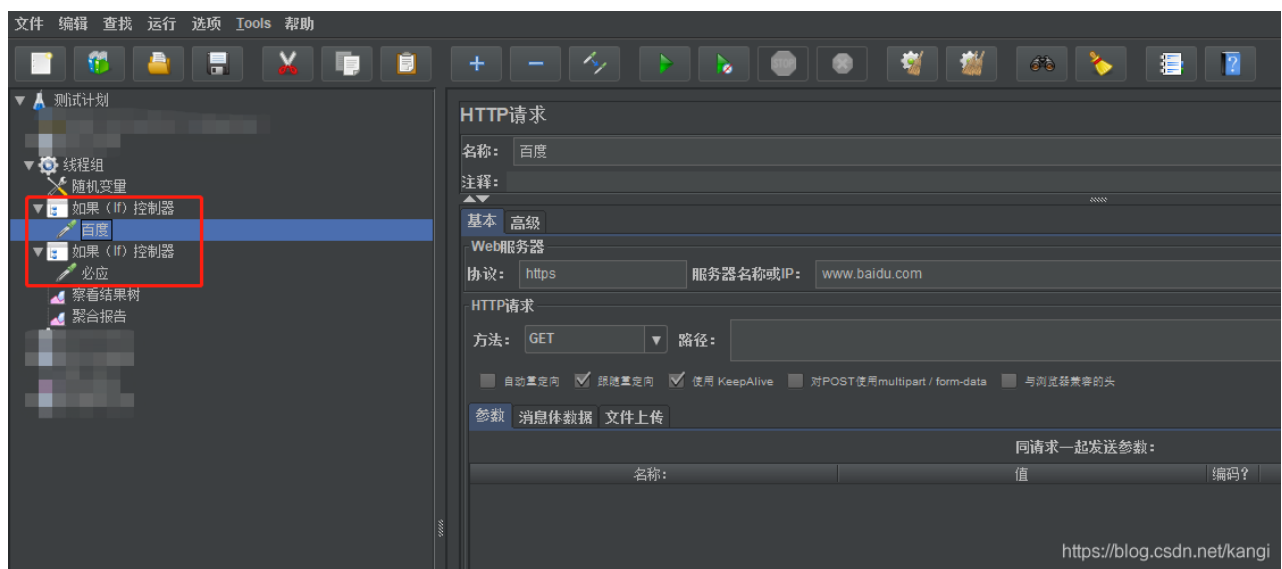 文件 编辑 查找 运行 选项 Tools 帮助
测试计划
线程组
随机变量
如果（If）控制器
百度
如果（If）控制器
必应
察看结果树
聚合报告
HTTP请求
名称： 百度
注释：
基本 高级
Web服务器
协议： https 服务器名称或IP： www.baidu.com
HTTP请求
方法： GET 路径：
自动重定向 跟随重定向 使用 KeepAlive 对POST使用multipart / form-data 与浏览器兼容的头
参数 消息体数据 文件上传
同请求一起发送参数：
名称： 值 编码?
https://blog.csdn.net/kangi